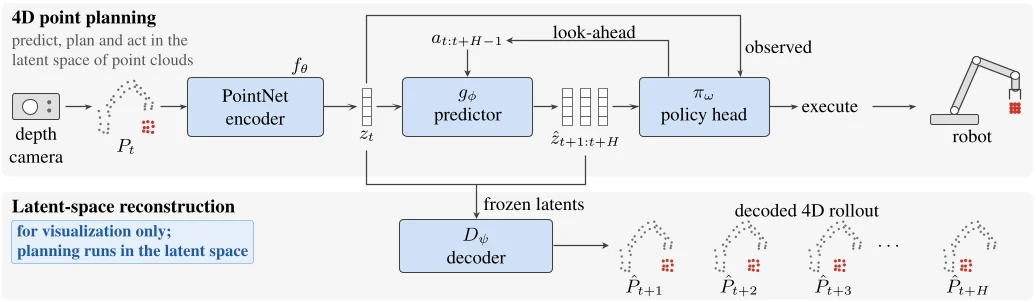 4D point planning
predict, plan and act in the
latent space of point clouds
depth
camera
P_t
f_θ
PointNet
encoder
z_t
a_{t:t+H−1}
look-ahead
observed
g_ϕ
predictor
ẑ_{t+1:t+H}
π_ω
policy head
execute
robot
Latent-space reconstruction
for visualization only;
planning runs in the latent space
frozen latents
D_ψ
decoder
decoded 4D rollout
P̂_{t+1}
P̂_{t+2}
P̂_{t+3}
· · ·
P̂_{t+H}